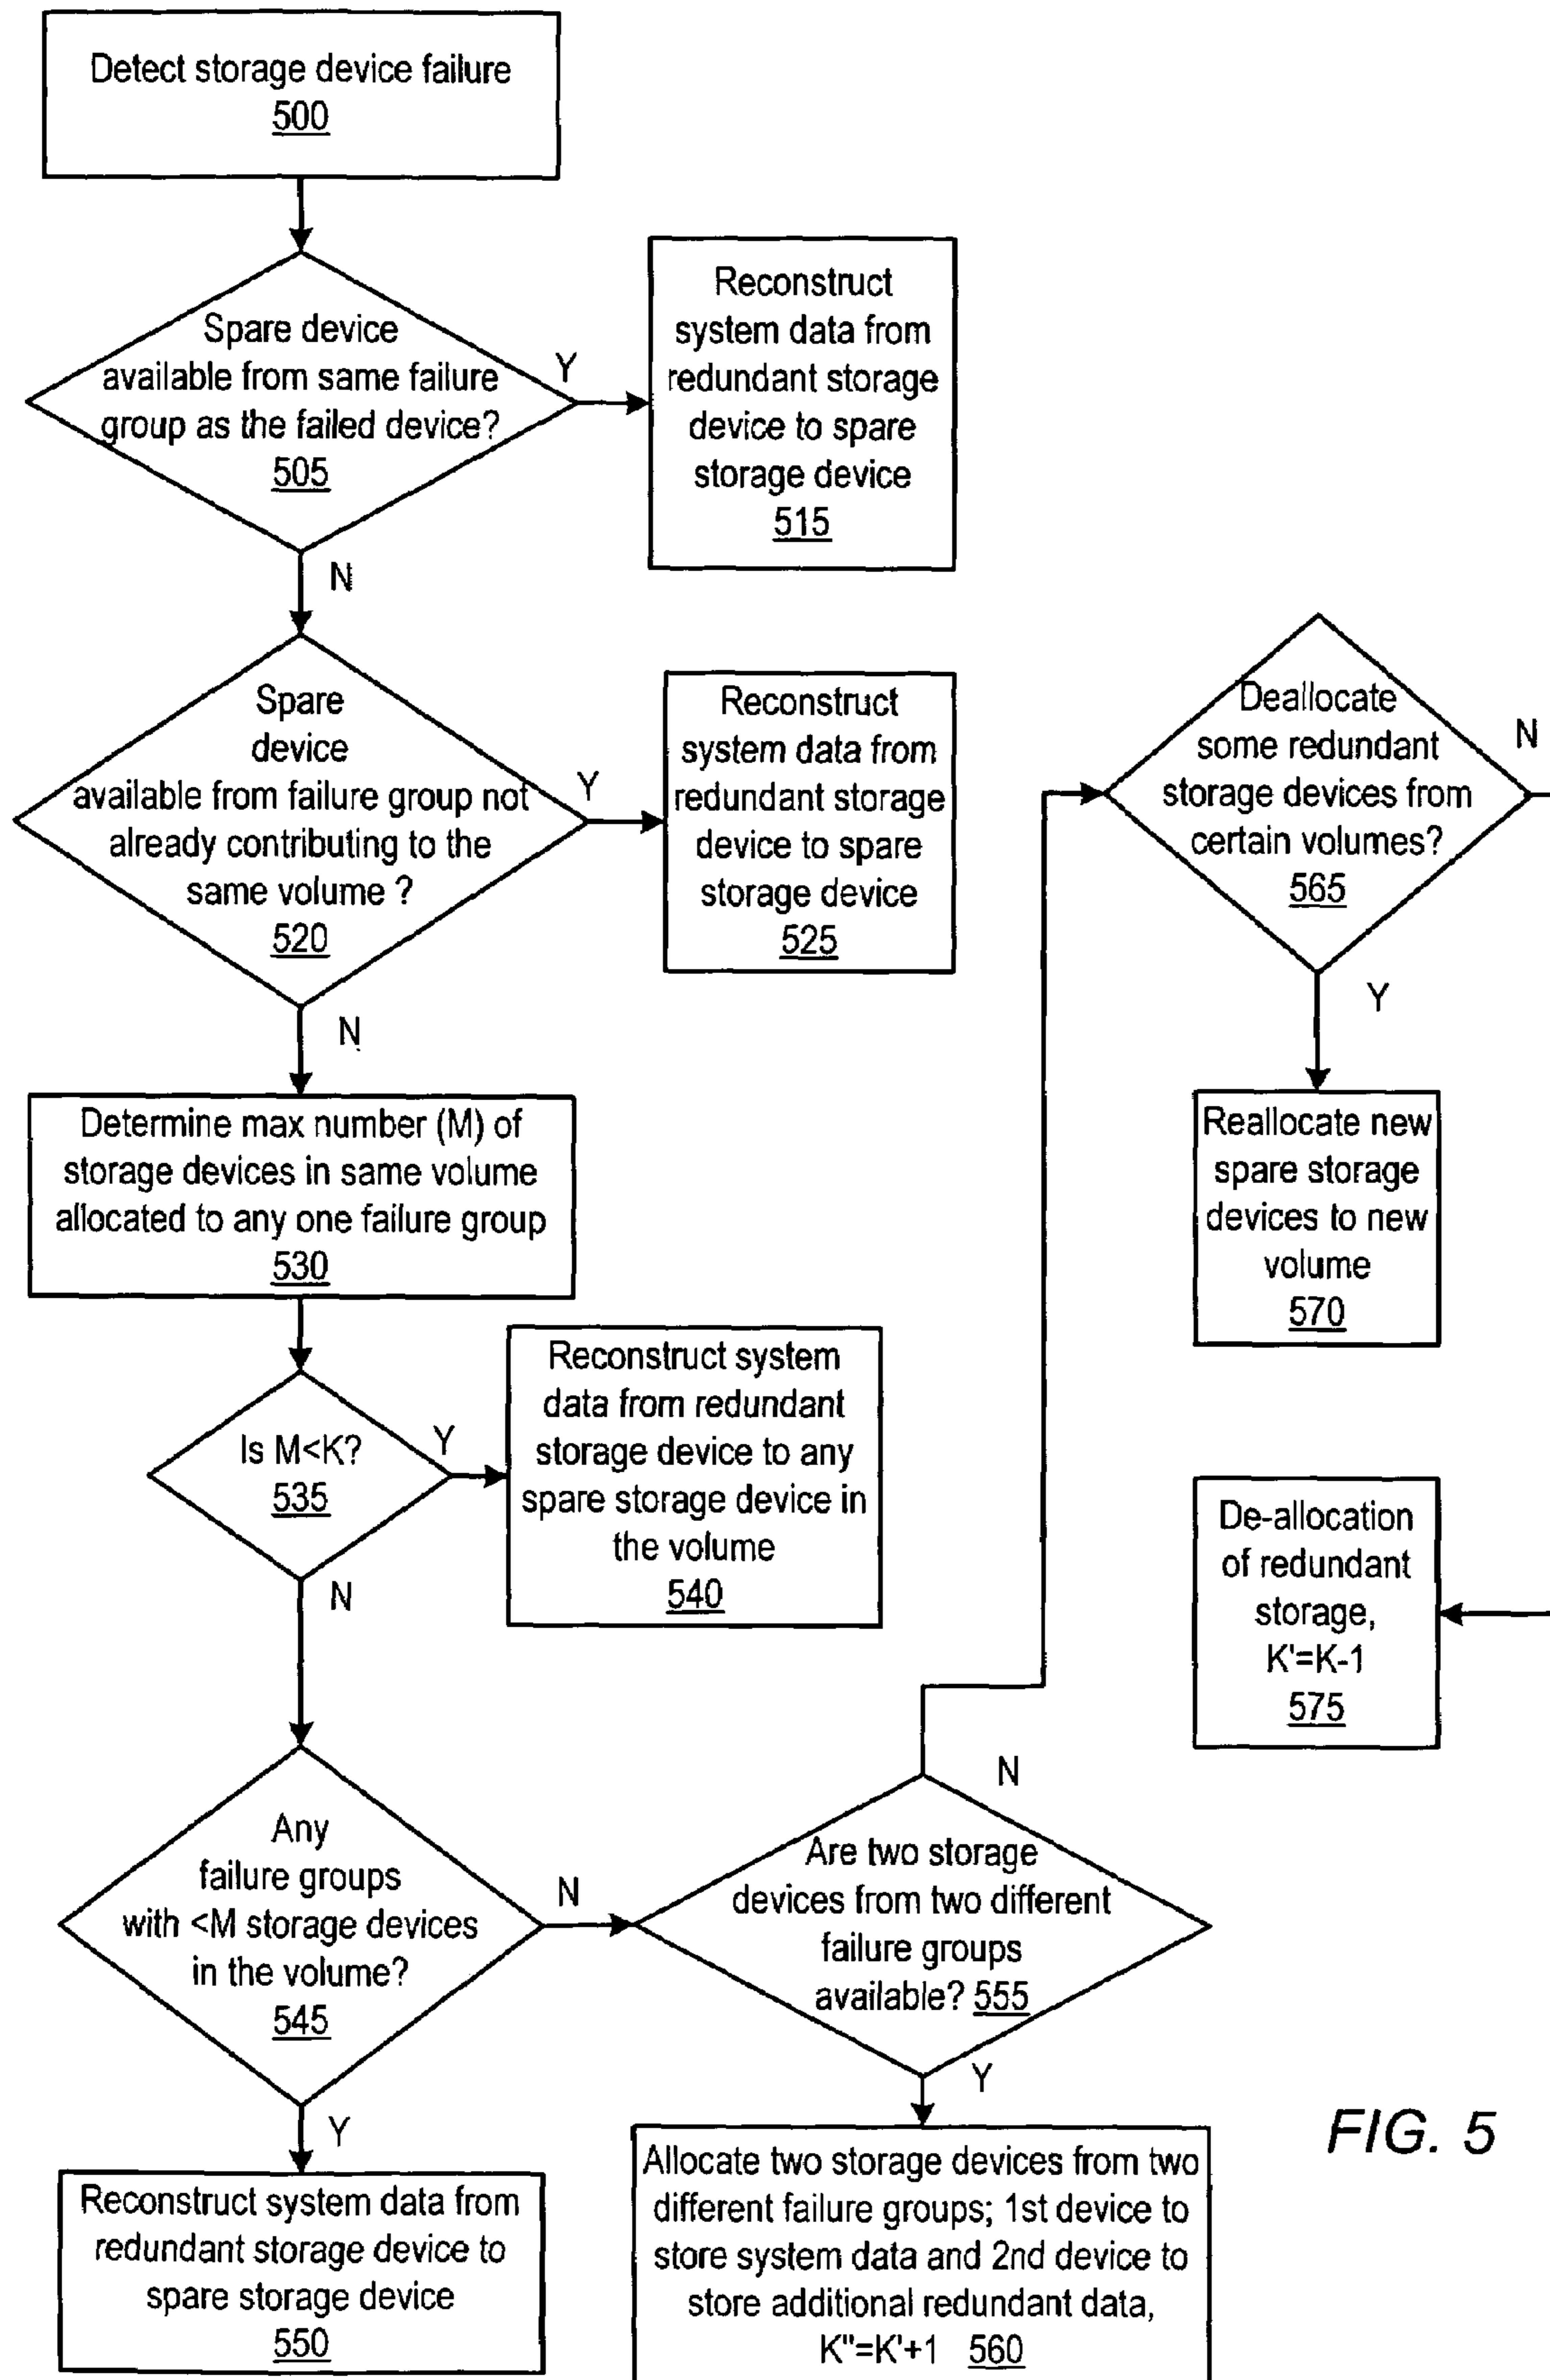 Detect storage device failure
500
Spare device
available from same failure
group as the failed device?
505
Y
N
Reconstruct
system data from
redundant storage
device to spare
storage device
515
Spare
device
available from failure group not
already contributing to the
same volume ?
520
Y
N
Reconstruct
system data from
redundant storage
device to spare
storage device
525
Determine max number (M) of
storage devices in same volume
allocated to any one failure group
530
Is M<K?
535
Y
N
Reconstruct system
data from redundant
storage device to any
spare storage device in
the volume
540
Any
failure groups
with <M storage devices
in the volume?
545
N
Y
Reconstruct system data from
redundant storage device to
spare storage device
550
Are two storage
devices from two different
failure groups
available? 555
N
Y
Allocate two storage devices from two
different failure groups; 1st device to
store system data and 2nd device to
store additional redundant data,
K''=K'+1 560
Deallocate
some redundant
storage devices from
certain volumes?
565
N
Y
Reallocate new
spare storage
devices to new
volume
570
De-allocation
of redundant
storage,
K'=K-1
575
FIG. 5